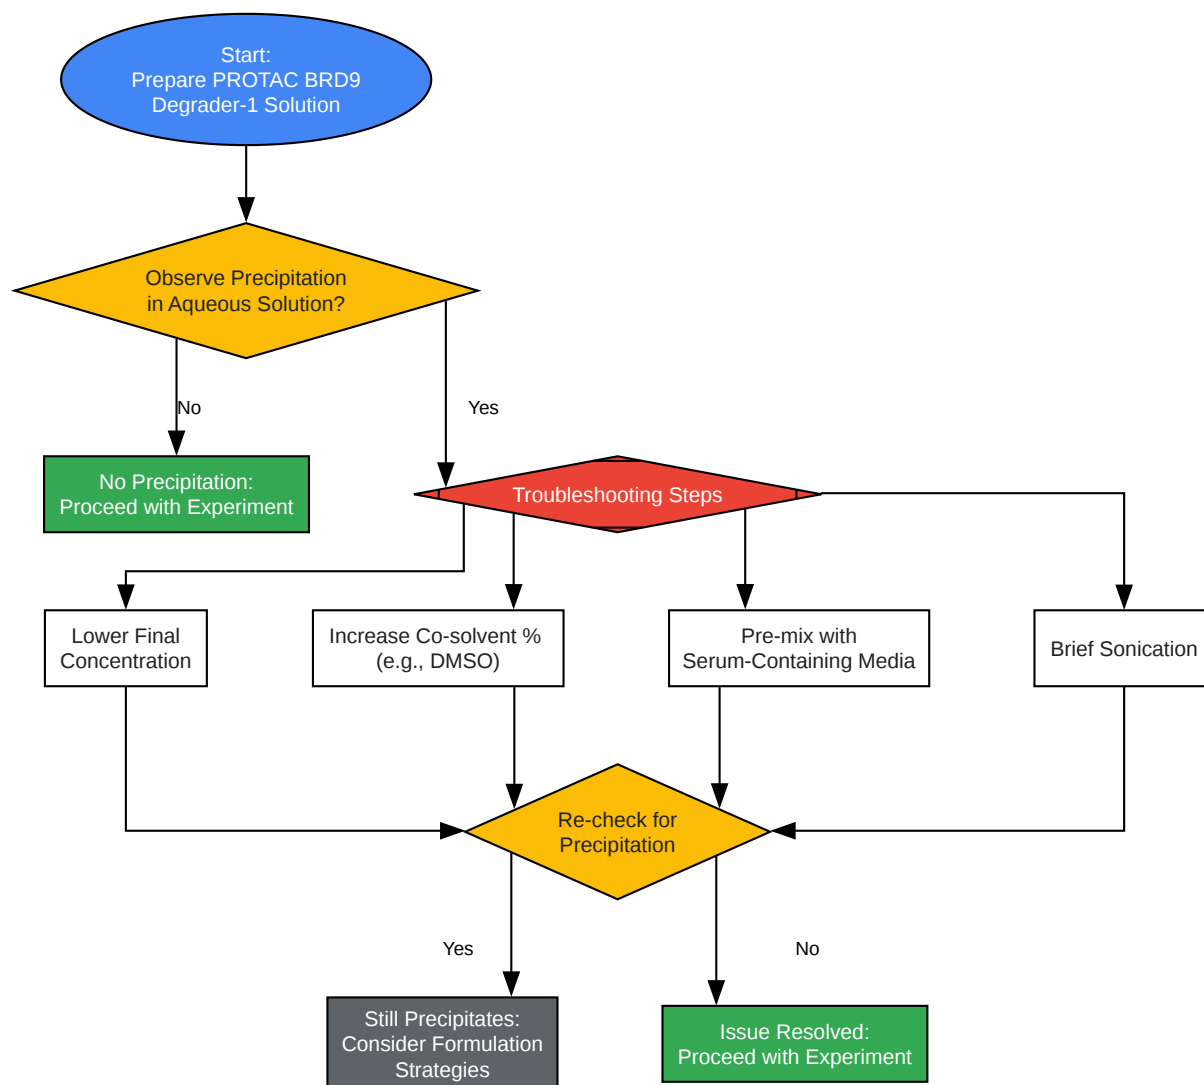 Start:
Prepare PROTAC BRD9
Degrader-1 Solution
Observe Precipitation
in Aqueous Solution?
No
Yes
No Precipitation:
Proceed with Experiment
Troubleshooting Steps
Lower Final
Concentration
Increase Co-solvent %
(e.g., DMSO)
Pre-mix with
Serum-Containing Media
Brief Sonication
Re-check for
Precipitation
Yes
No
Still Precipitates:
Consider Formulation
Strategies
Issue Resolved:
Proceed with Experiment